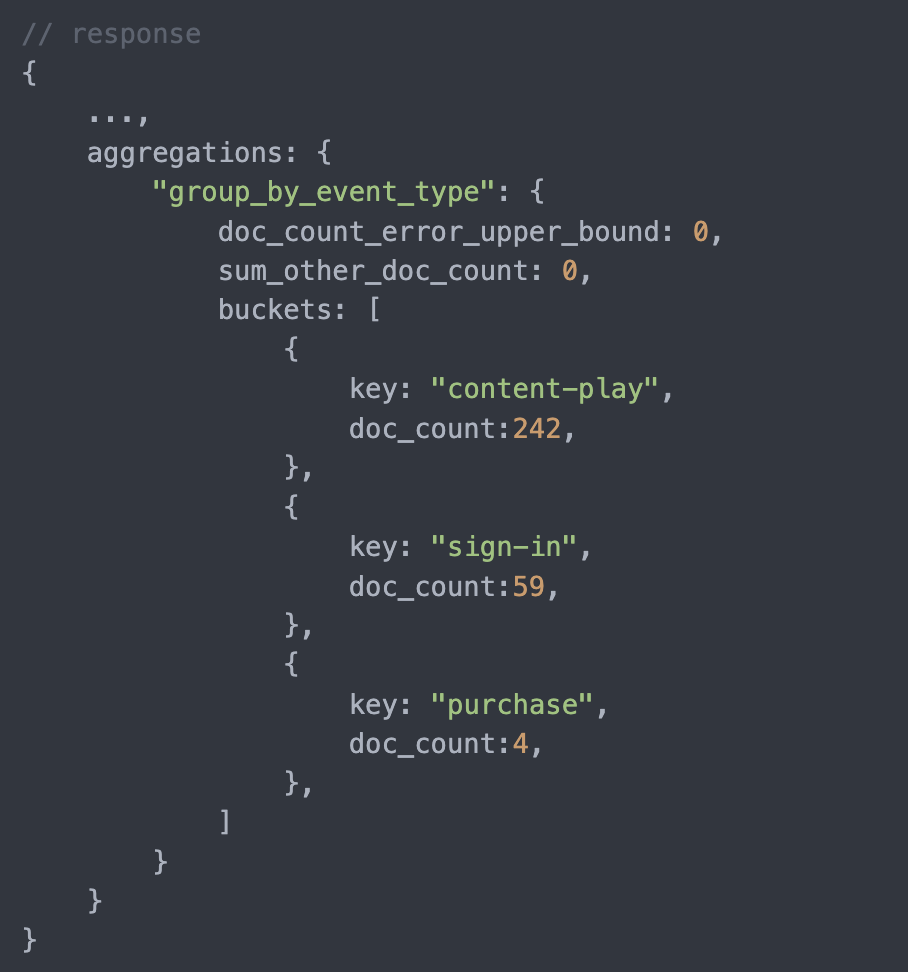 // response
{
    ...,
    aggregations: {
        "group_by_event_type": {
            doc_count_error_upper_bound: 0,
            sum_other_doc_count: 0,
            buckets: [
                {
                    key: "content-play",
                    doc_count:242,
                },
                {
                    key: "sign-in",
                    doc_count:59,
                },
                {
                    key: "purchase",
                    doc_count:4,
                },
            ]
        }
    }
}